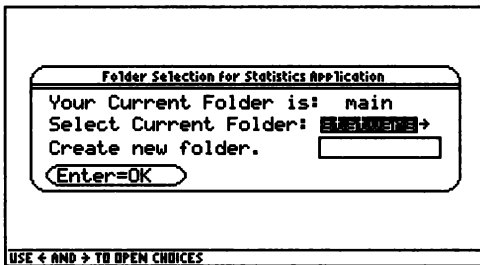 Folder Selection for Statistics Application
Your Current Folder is: main
Select Current Folder: →
Create new folder.
Enter=OK
USE ← AND → TO OPEN CHOICES